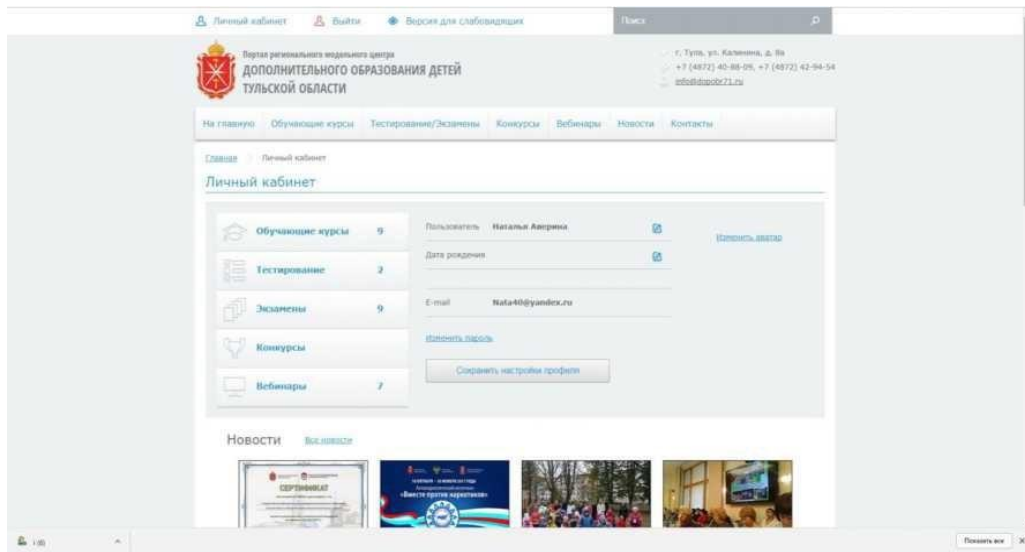 Личный кабинет Выйти Версия для слабовидящих Поиск
Портал регионального модельного центра
ДОПОЛНИТЕЛЬНОГО ОБРАЗОВАНИЯ ДЕТЕЙ
ТУЛЬСКОЙ ОБЛАСТИ
г. Тула, ул. Калинина, д. 8а
+7 (4872) 40-88-09, +7 (4872) 42-94-54
info@dopobr71.ru
На главную Обучающие курсы Тестирование/Экзамены Конкурсы Вебинары Новости Контакты
Главная Личный кабинет
Личный кабинет
Обучающие курсы 9
Тестирование 2
Экзамены 9
Конкурсы
Вебинары 7
Пользователь Наталья Аверина
Дата рождения
E-mail Nata40@yandex.ru
Изменить пароль
Сохранить настройки профиля
Изменить аватар
Новости Все новости
СЕРТИФИКАТ
«Вместе против наркотиков»
i (6)
Показать все